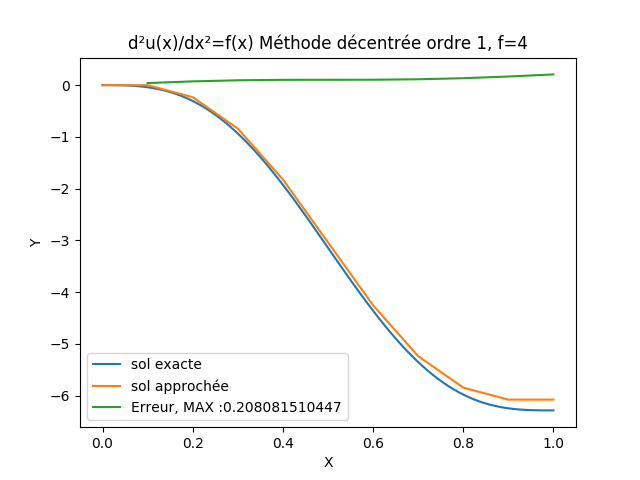 d²u(x)/dx²=f(x) Méthode décentrée ordre 1, f=4
0
−1
−2
−3
−4
−5
−6
Y
sol exacte
sol approchée
Erreur, MAX :0.208081510447
0.0 0.2 0.4 0.6 0.8 1.0
X